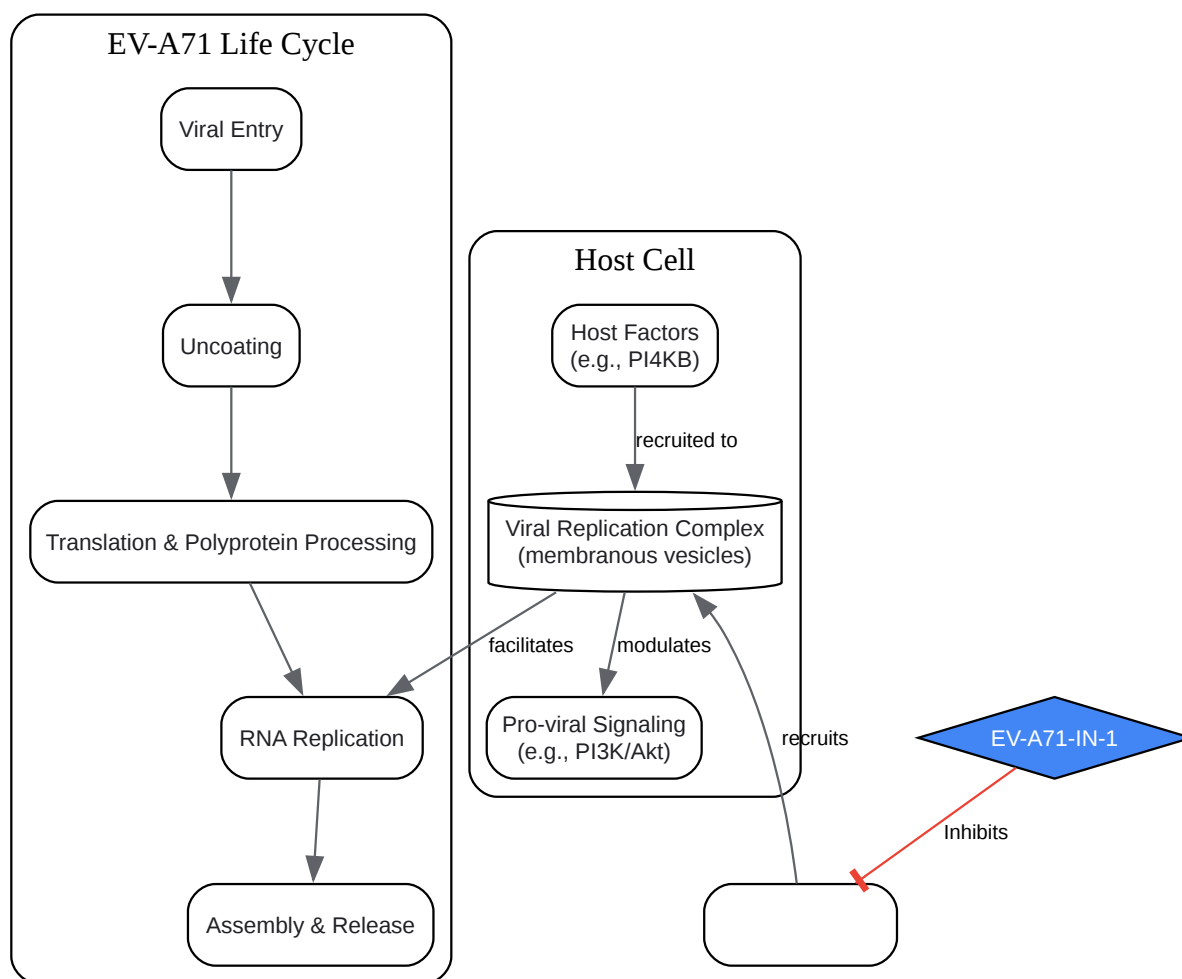 EV-A71 Life Cycle
Viral Entry
Uncoating
Translation & Polyprotein Processing
RNA Replication
Assembly & Release
Host Cell
Host Factors
(e.g., PI4KB)
recruited to
Viral Replication Complex
(membranous vesicles)
facilitates
modulates
Pro-viral Signaling
(e.g., PI3K/Akt)
recruits
EV-A71-IN-1
Inhibits